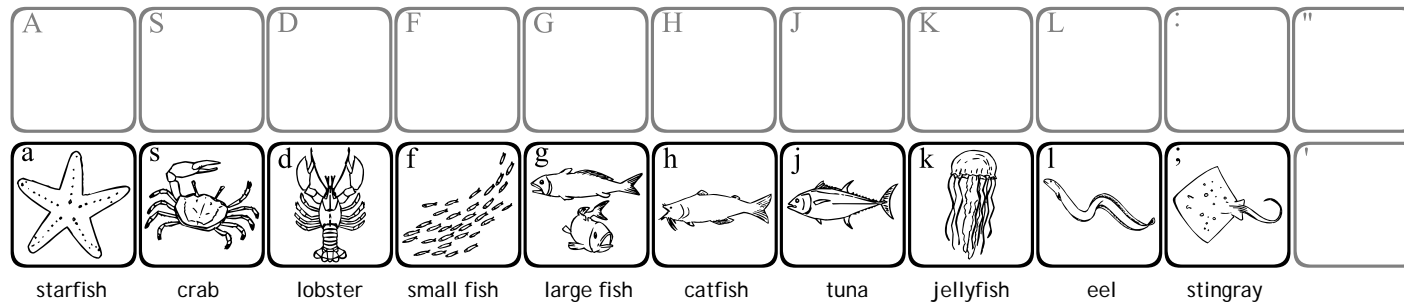 A S D F G H J K L : "
a s d f g h j k l ; '
starfish crab lobster small fish large fish catfish tuna jellyfish eel stingray